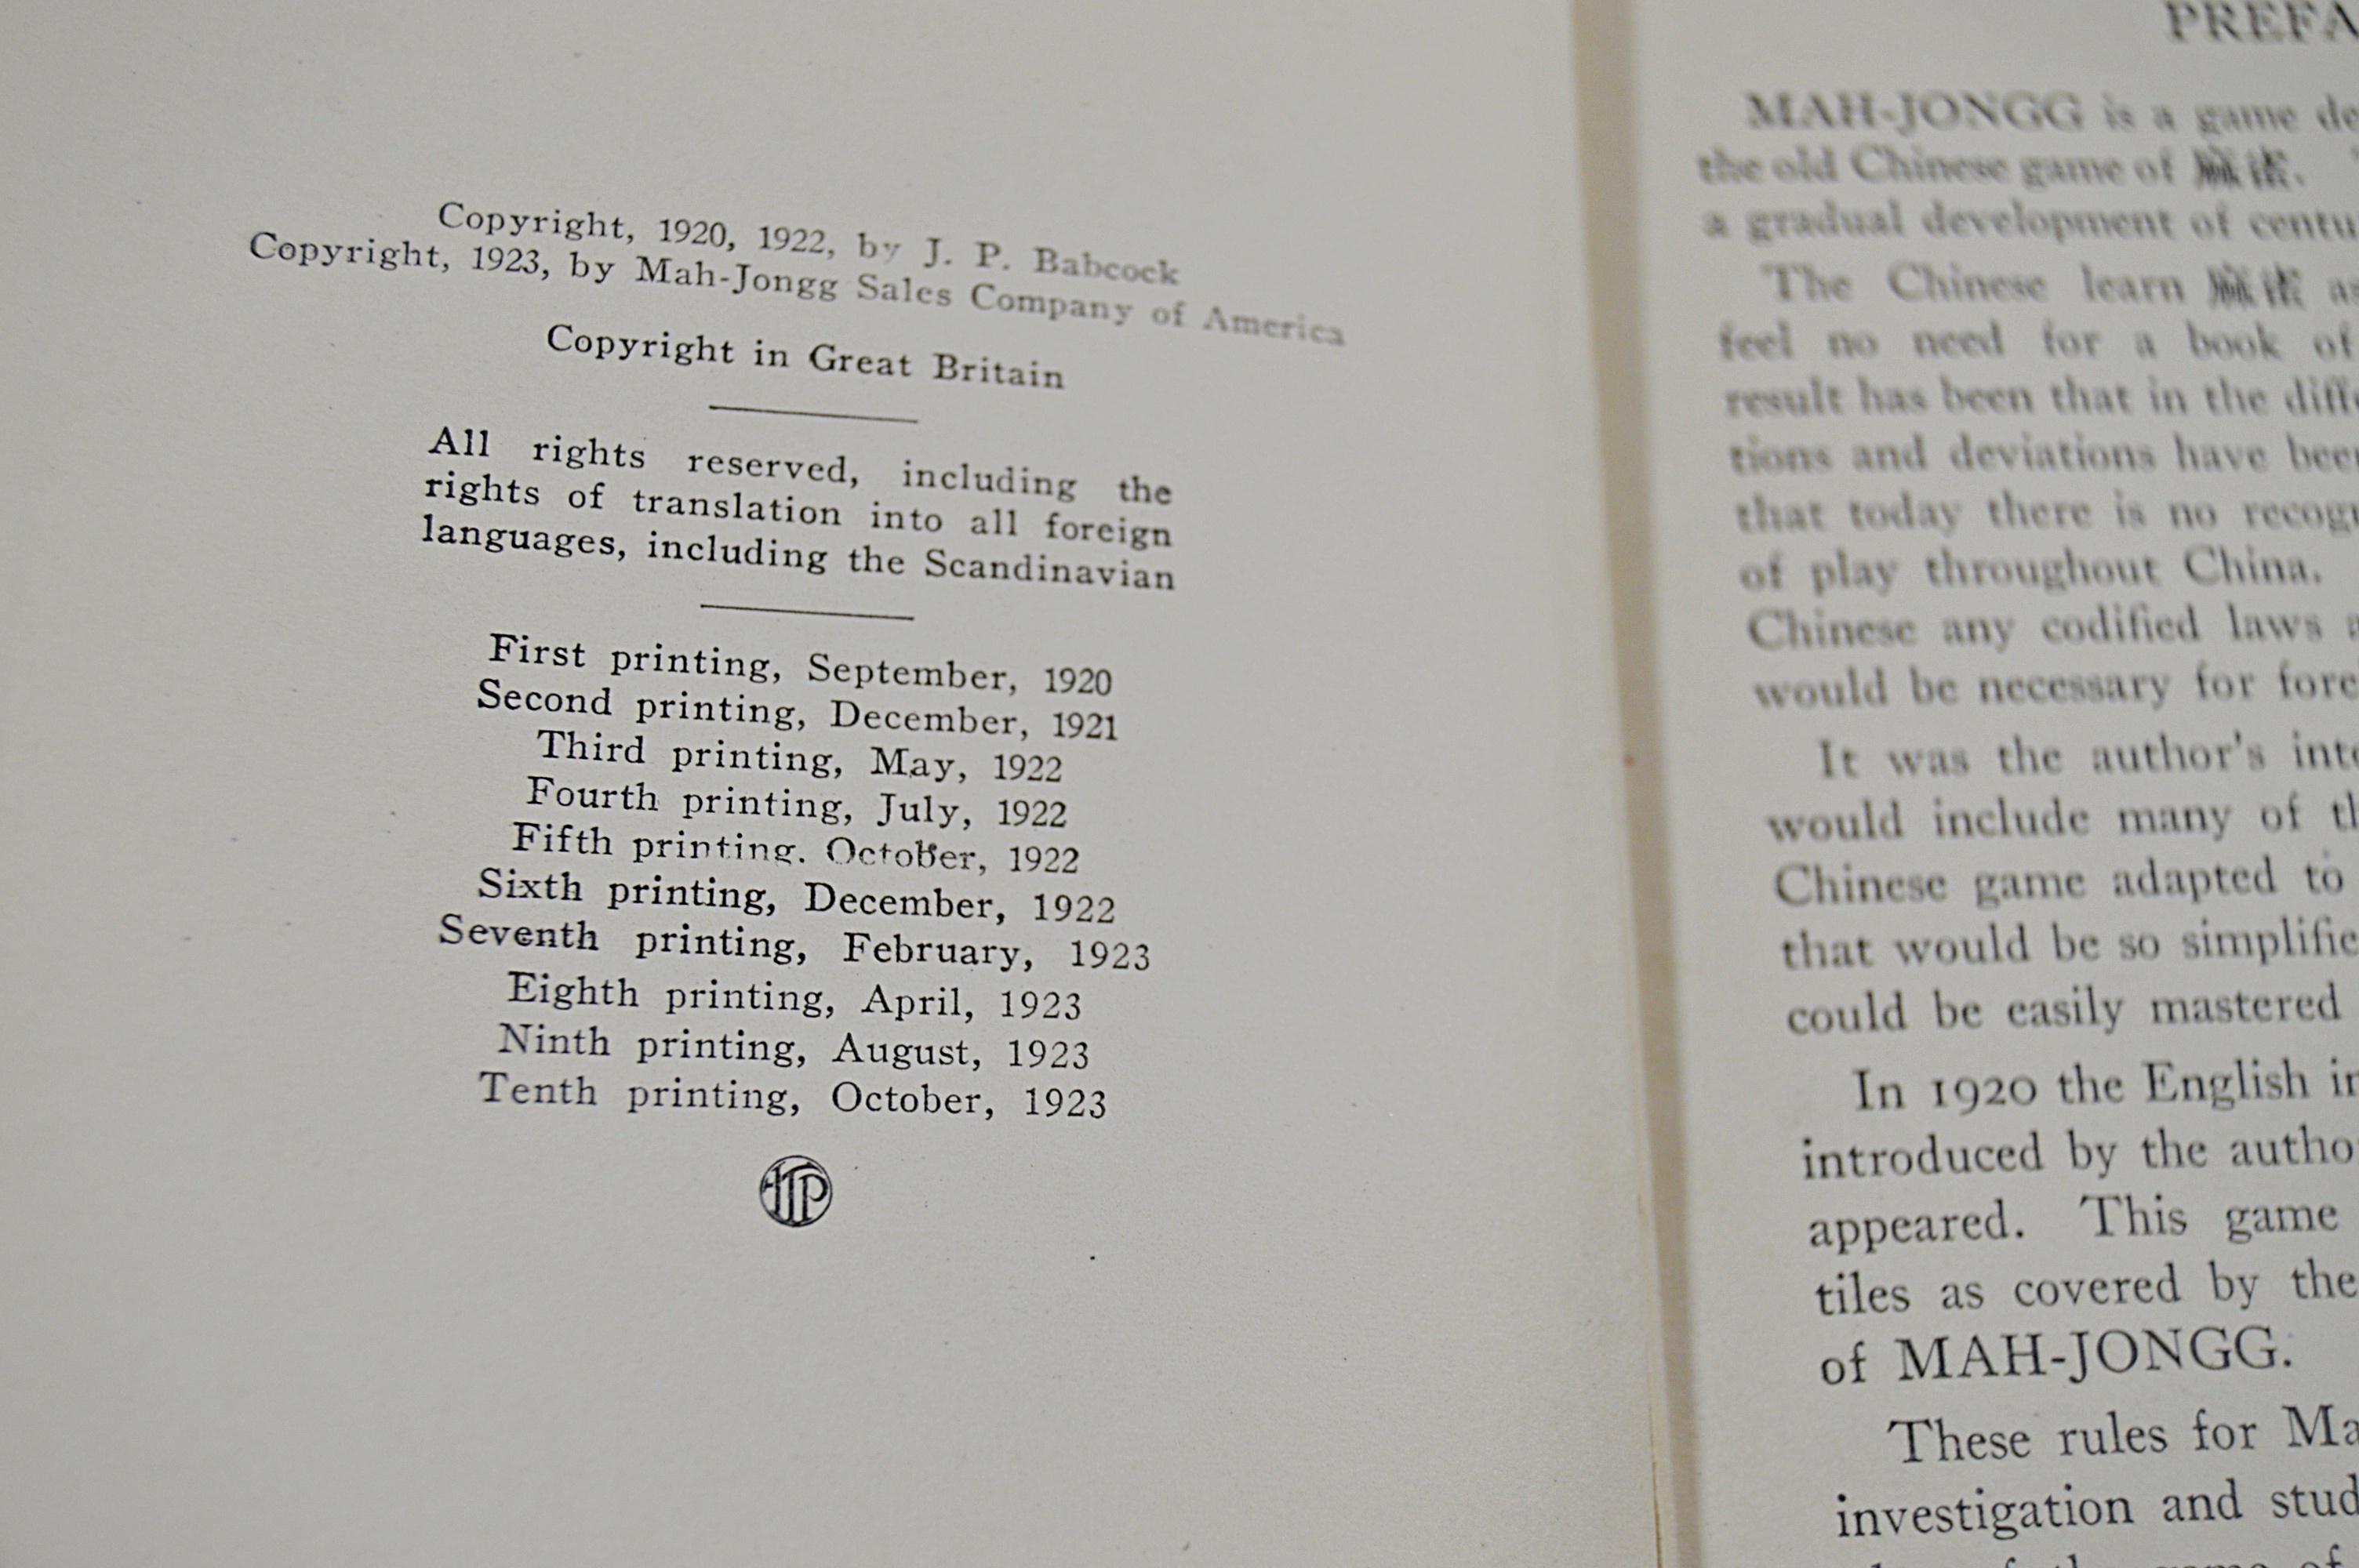 Copyright, 1920, 1922, by J. P. Babcock
Copyright, 1923, by Mah-Jongg Sales Company of America
Copyright in Great Britain
All rights reserved, including the
rights of translation into all foreign
languages, including the Scandinavian
First printing, September, 1920
Second printing, December, 1921
Third printing, May, 1922
Fourth printing, July, 1922
Fifth printing. October, 1922
Sixth printing, December, 1922
Seventh printing, February, 1923
Eighth printing, April, 1923
Ninth printing, August, 1923
Tenth printing, October, 1923
PREFA
MAH-JONGG is a game de
the old Chinese game of 麻雀.
a gradual development of centu
The Chinese learn 麻雀 as
feel no need for a book of
result has been that in the diffe
tions and deviations have been
that today there is no recog
of play throughout China.
Chinese any codified laws a
would be necessary for fore
It was the author's inte
would include many of th
Chinese game adapted to
that would be so simplifie
could be easily mastered
In 1920 the English in
introduced by the autho
appeared. This game
tiles as covered by the
of MAH-JONGG.
These rules for Ma
investigation and stud